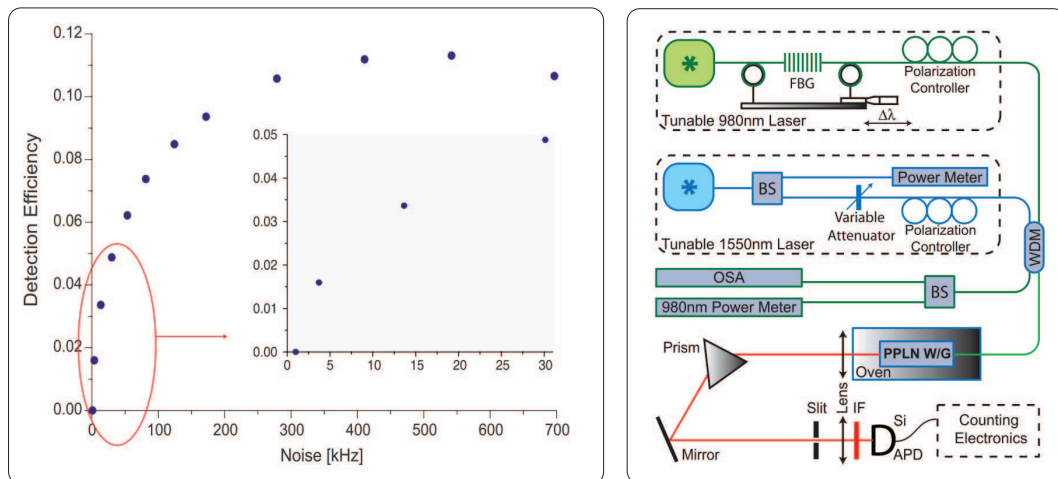 0.12
0.10
0.08
0.06
0.04
0.02
0.00
Detection Efficiency
0 100 200 300 400 500 600 700
Noise [kHz]
0.05
0.04
0.03
0.02
0.01
0.00
0 5 10 15 20 25 30
FBG
Polarization
Controller
Tunable 980nm Laser
Δλ
BS
Power Meter
Variable
Attenuator
Polarization
Controller
Tunable 1550nm Laser
WDM
OSA
BS
980nm Power Meter
Prism
PPLN W/G
Oven
Lens
Slit
IF
Si
APD
Counting
Electronics
Mirror